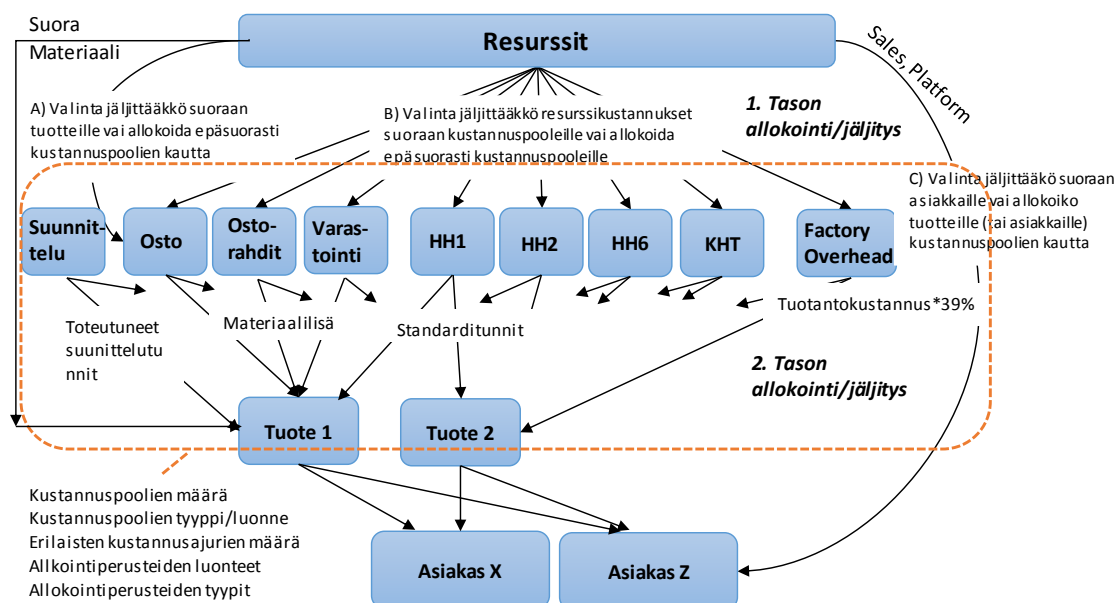 Suora
Materiaali
Resurssit
Sales, Platform
A) Valinta jäljittääkkö suoraan
tuotteille vai allokoida epäsuorasti
kustannuspoolien kautta
B) Valinta jäljittääkkö resurssikustannukset
suoraan kustannuspooleille vai allokoida
epäsuorasti kustannuspooleille
1. Tason
allokointi/jäljitys
C) Valinta jäljittääkö suoraan
asiakkaille vai allokoiko
tuotteille (tai asiakkaille)
kustannuspoolien kautta
Suunnit-
telu
Osto
Osto-
rahdit
Varas-
tointi
HH1
HH2
HH6
KHT
Factory
Overhead
Toteutuneet
suunittelutu
nnit
Materiaalilisä
Standarditunnit
Tuotantokustannus*39%
2. Tason
allokointi/jäljitys
Tuote 1
Tuote 2
Kustannuspoolien määrä
Kustannuspoolien tyyppi/luonne
Erilaisten kustannusajurien määrä
Allkointiperusteiden luonteet
Allokointiperusteiden tyypit
Asiakas X
Asiakas Z